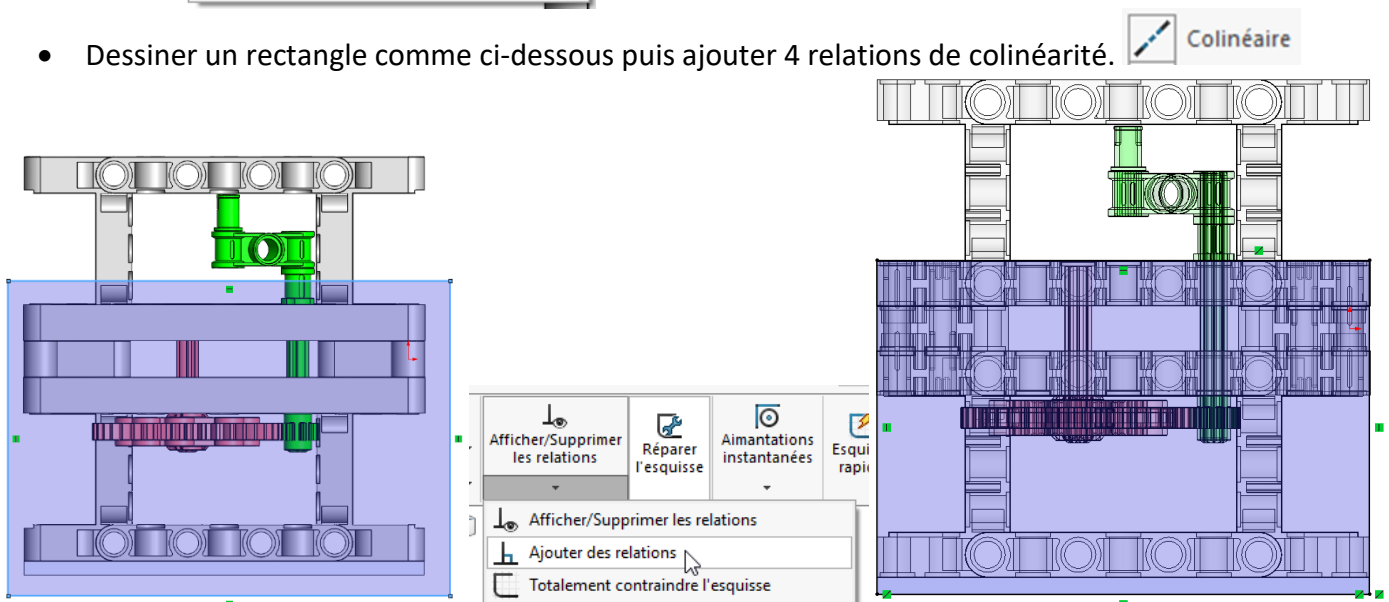 • Dessiner un rectangle comme ci-dessous puis ajouter 4 relations de colinéarité. Colinéaire
Afficher/Supprimer
les relations
Réparer
l'esquisse
Aimantations
instantanées
Afficher/Supprimer les relations
Ajouter des relations
Totalement contraindre l'esquisse